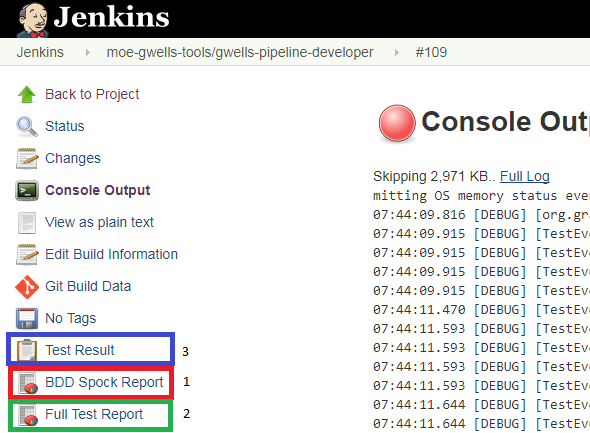 Jenkins
Jenkins moe-gwells-tools/gwells-pipeline-developer #109
Back to Project
Status
Changes
Console Output
View as plain text
Edit Build Information
Git Build Data
No Tags
Test Result 3
BDD Spock Report 1
Full Test Report 2
Console Out
Skipping 2,971 KB.. Full Log
mitting OS memory status eve
07:44:09.816 [DEBUG] [org.gr
07:44:09.915 [DEBUG] [TestEve
07:44:09.915 [DEBUG] [TestEve
07:44:09.915 [DEBUG] [TestEve
07:44:09.915 [DEBUG] [TestEve
07:44:11.470 [DEBUG] [TestEve
07:44:11.593 [DEBUG] [TestEve
07:44:11.593 [DEBUG] [TestEve
07:44:11.593 [DEBUG] [TestEve
07:44:11.593 [DEBUG] [TestEve
07:44:11.644 [DEBUG] [TestEve
07:44:11.644 [DEBUG] [TestEve